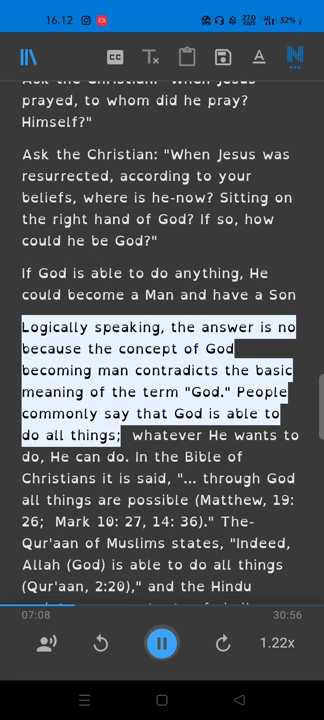 16.12
27.0
KB/S
4G
32%
CC
A
N
Ask the Christian: "When Jesus
prayed, to whom did he pray?
Himself?"
Ask the Christian: "When Jesus was
resurrected, according to your
beliefs, where is he-now? Sitting on
the right hand of God? If so, how
could he be God?"
If God is able to do anything, He
could become a Man and have a Son
Logically speaking, the answer is no
because the concept of God
becoming man contradicts the basic
meaning of the term "God." People
commonly say that God is able to
do all things;  whatever He wants to
do, He can do. In the Bible of
Christians it is said, "... through God
all things are possible (Matthew, 19:
26;  Mark 10: 27, 14: 36)." The-
Qur'aan of Muslims states, "Indeed,
Allah (God) is able to do all things
(Qur'aan, 2:20)," and the Hindu
07:08
30:56
1.22x